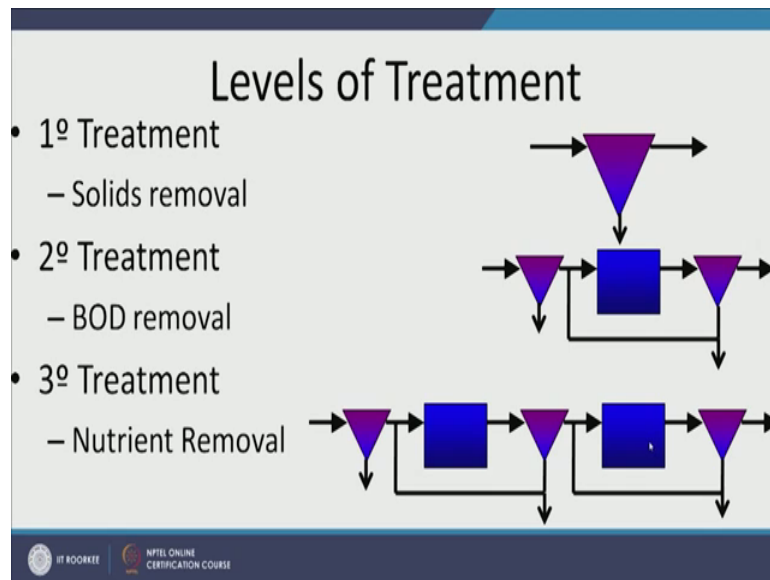 Levels of Treatment
• 1º Treatment
– Solids removal
• 2º Treatment
– BOD removal
• 3º Treatment
– Nutrient Removal
IIT ROORKEE
NPTEL ONLINE
CERTIFICATION COURSE